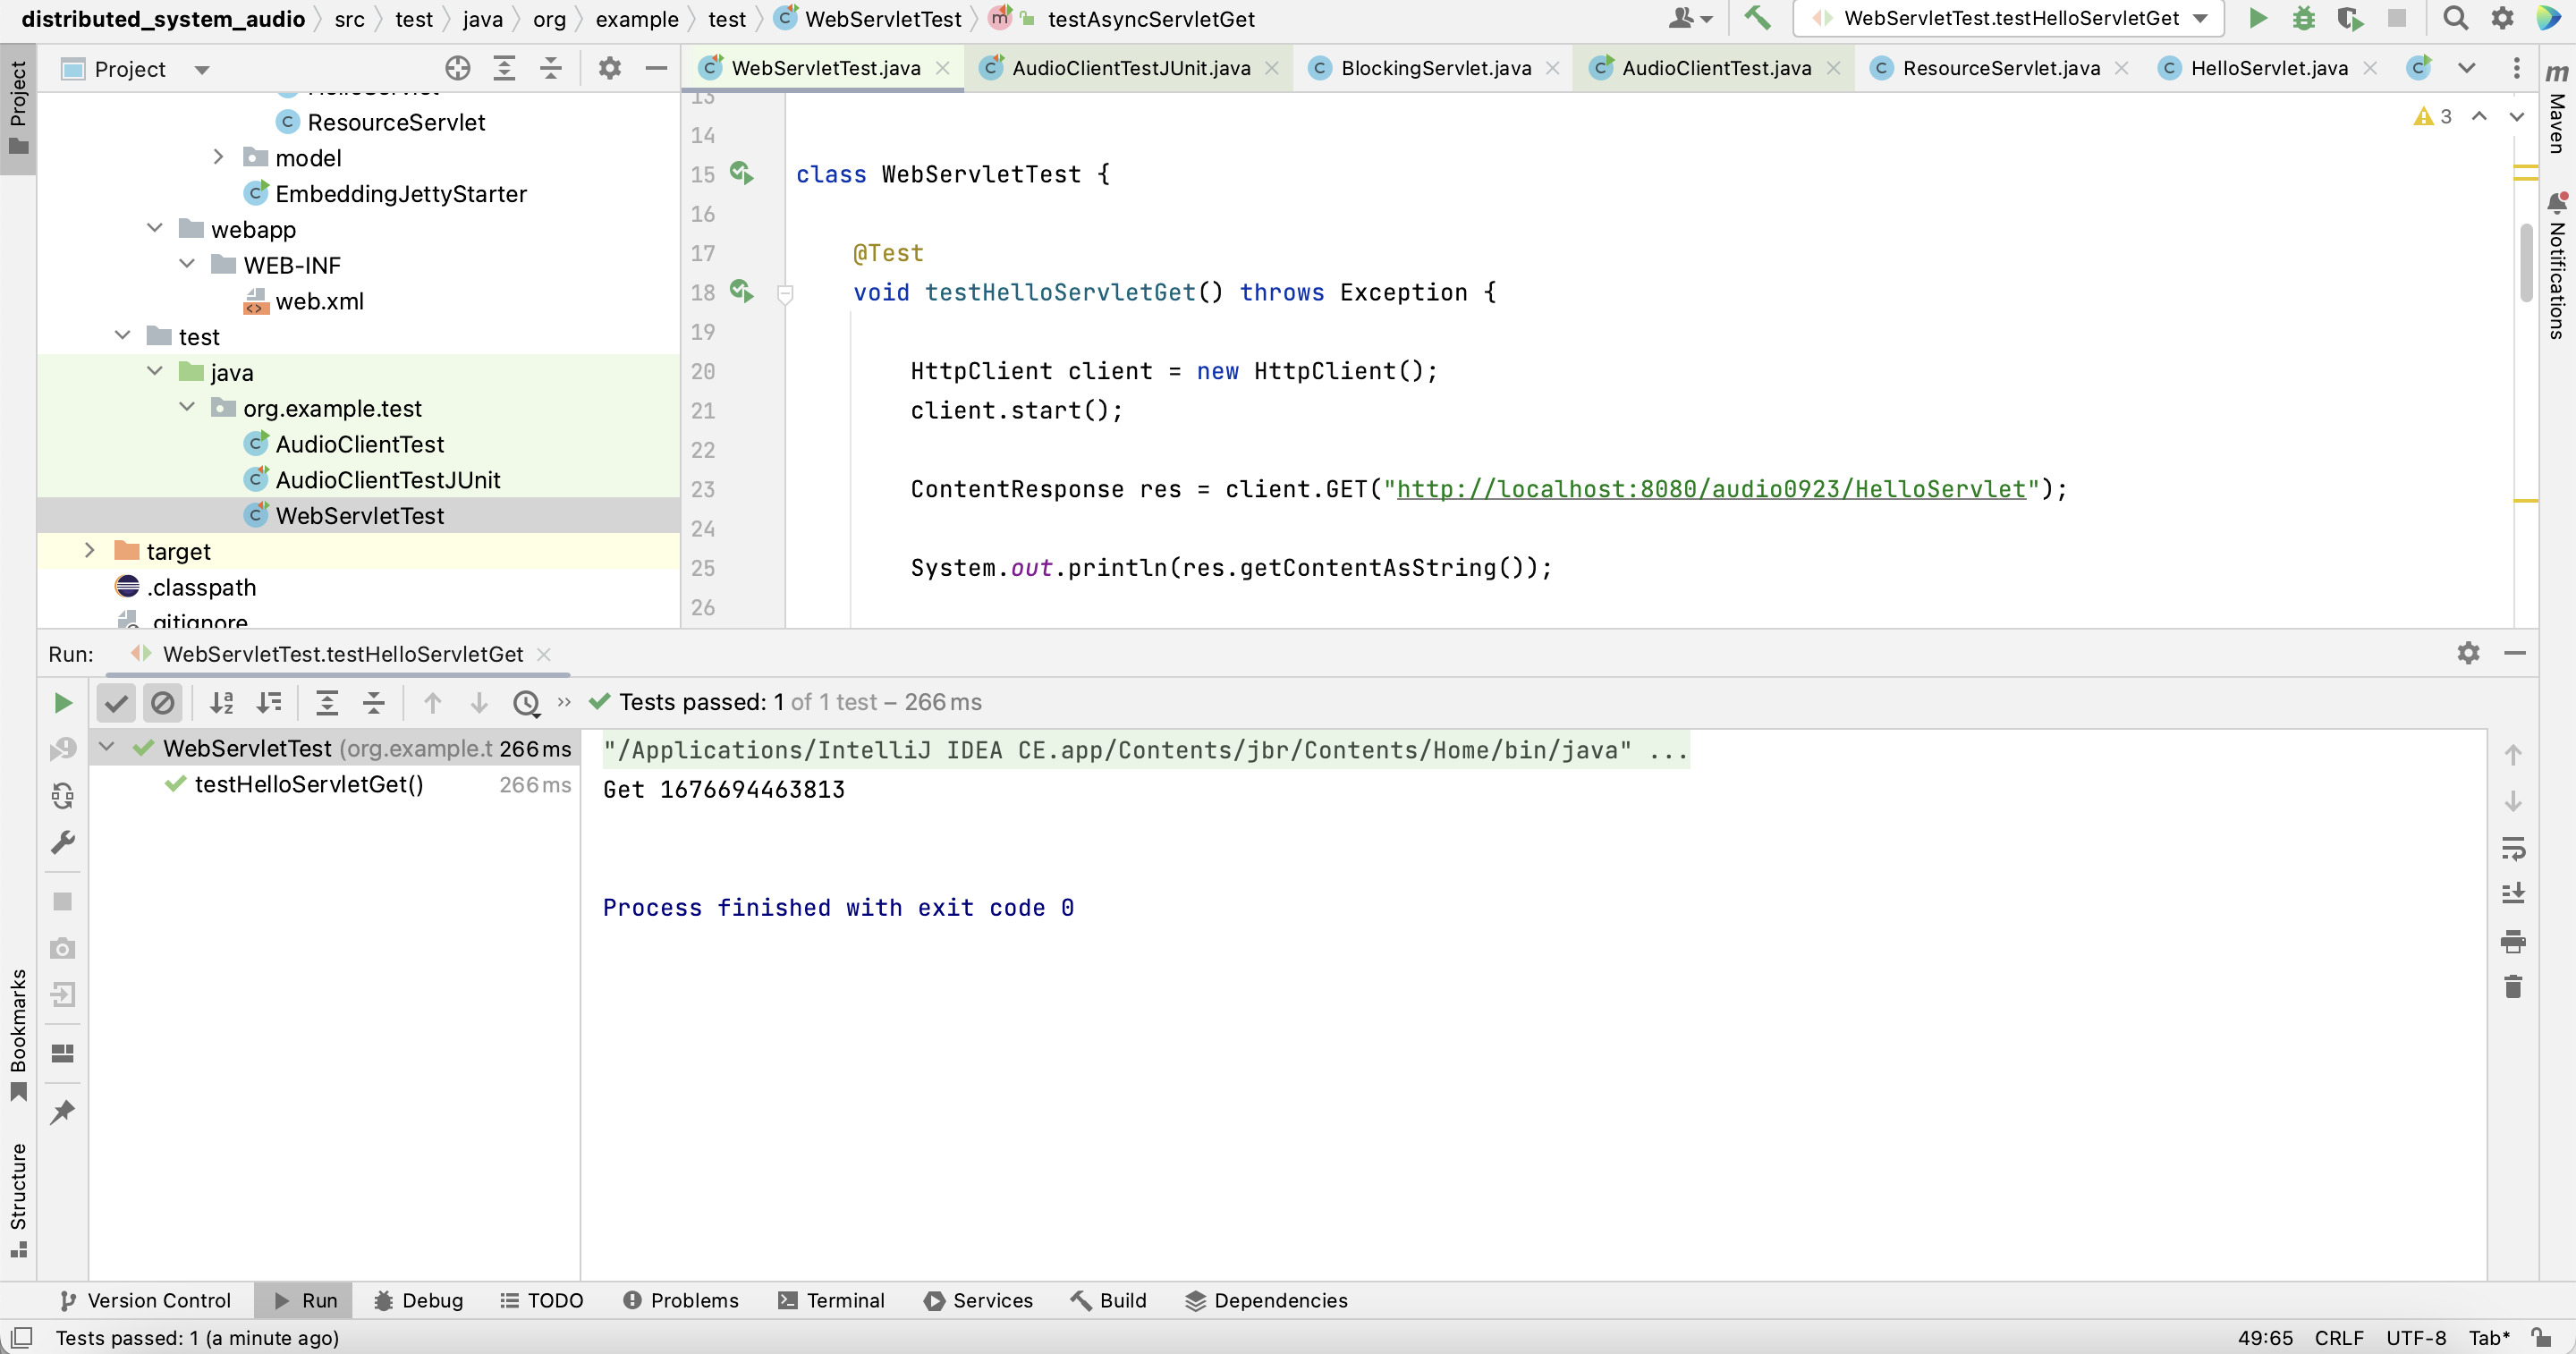 distributed_system_audio src test java org example test WebServletTest testAsyncServletGet
WebServletTest.testHelloServletGet
Project
Project
WebServletTest.java
AudioClientTestJUnit.java
BlockingServlet.java
AudioClientTest.java
ResourceServlet.java
HelloServlet.java
Maven
Notifications
HelloServlet
ResourceServlet
model
EmbeddingJettyStarter
webapp
WEB-INF
web.xml
test
java
org.example.test
AudioClientTest
AudioClientTestJUnit
WebServletTest
target
.classpath
.gitignore
3
13
14
15 class WebServletTest {
16
17 @Test
18 void testHelloServletGet() throws Exception {
19
20 HttpClient client = new HttpClient();
21 client.start();
22
23 ContentResponse res = client.GET("http://localhost:8080/audio0923/HelloServlet");
24
25 System.out.println(res.getContentAsString());
26
Run: WebServletTest.testHelloServletGet
Tests passed: 1 of 1 test – 266 ms
WebServletTest (org.example.t 266 ms
testHelloServletGet() 266 ms
"/Applications/IntelliJ IDEA CE.app/Contents/jbr/Contents/Home/bin/java" ...
Get 1676694463813
Process finished with exit code 0
Bookmarks
Structure
Version Control Run Debug TODO Problems Terminal Services Build Dependencies
Tests passed: 1 (a minute ago)
49:65 CRLF UTF-8 Tab*